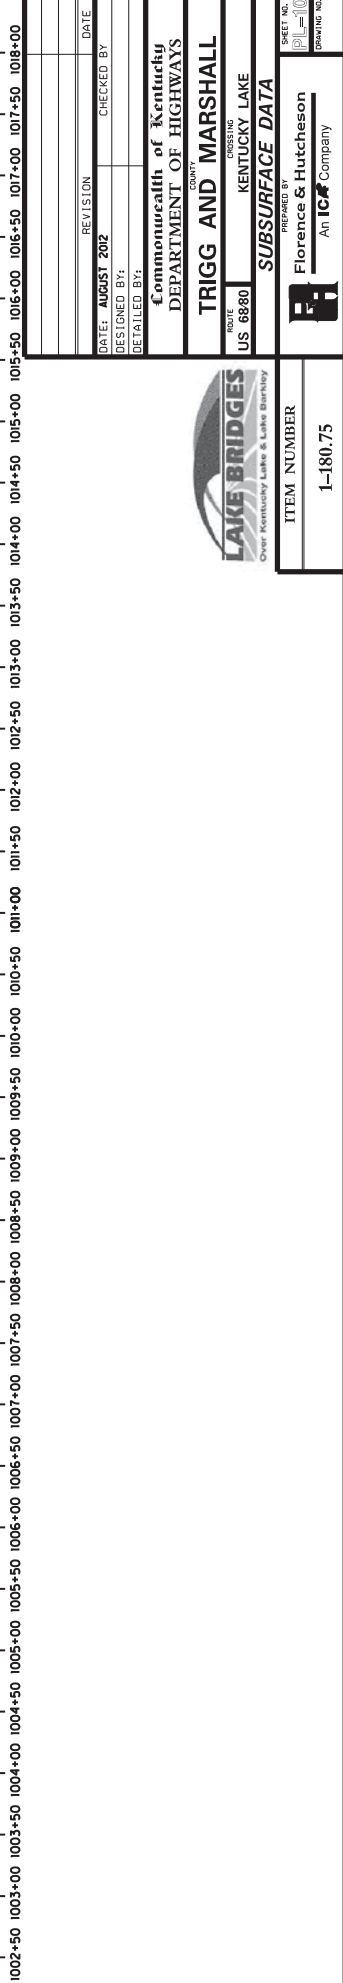 1002+50 1003+00 1003+50 1004+00 1004+50 1005+00 1005+50 1006+00 1006+50 1007+00 1007+50 1008+00 1008+50 1009+00 1009+50 1010+00 1010+50 1011+00 1011+50 1012+00 1012+50 1013+00 1013+50 1014+00 1014+50 1015+00 1015+50 1016+00 1016+50 1017+00 1017+50 1018+00
REVISION DATE
DATE: AUGUST 2012 CHECKED BY
DESIGNED BY:
DETAILED BY:
Commonwealth of Kentucky
DEPARTMENT OF HIGHWAYS
COUNTY
TRIGG AND MARSHALL
ROUTE CROSSING
US 68/80 KENTUCKY LAKE
SUBSURFACE DATA
LAKE BRIDGES
Over Kentucky Lake & Lake Barkley
ITEM NUMBER
1–180.75
PREPARED BY
Florence & Hutcheson
An ICA Company
SHEET NO.
DRAWING NO.